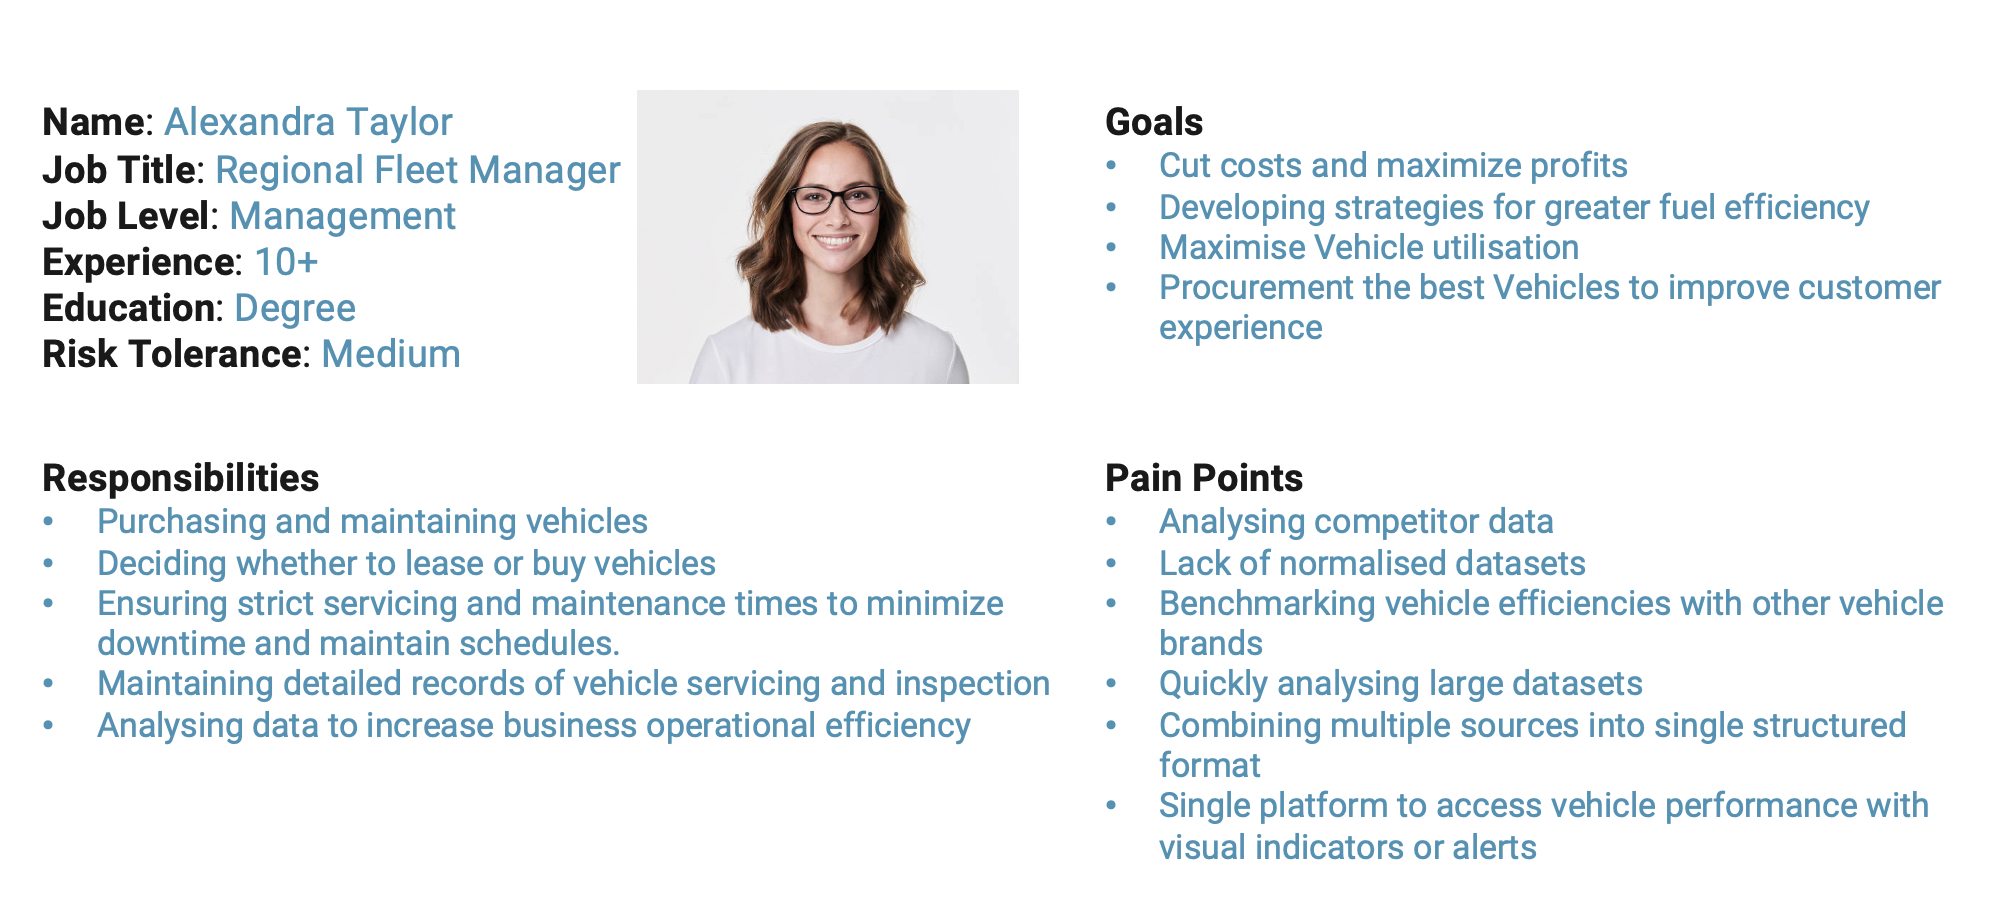 Name: Alexandra Taylor
Job Title: Regional Fleet Manager
Job Level: Management
Experience: 10+
Education: Degree
Risk Tolerance: Medium
Goals
• Cut costs and maximize profits
• Developing strategies for greater fuel efficiency
• Maximise Vehicle utilisation
• Procurement the best Vehicles to improve customer
experience
Responsibilities
• Purchasing and maintaining vehicles
• Deciding whether to lease or buy vehicles
• Ensuring strict servicing and maintenance times to minimize
downtime and maintain schedules.
• Maintaining detailed records of vehicle servicing and inspection
• Analysing data to increase business operational efficiency
Pain Points
• Analysing competitor data
• Lack of normalised datasets
• Benchmarking vehicle efficiencies with other vehicle
brands
• Quickly analysing large datasets
• Combining multiple sources into single structured
format
• Single platform to access vehicle performance with
visual indicators or alerts